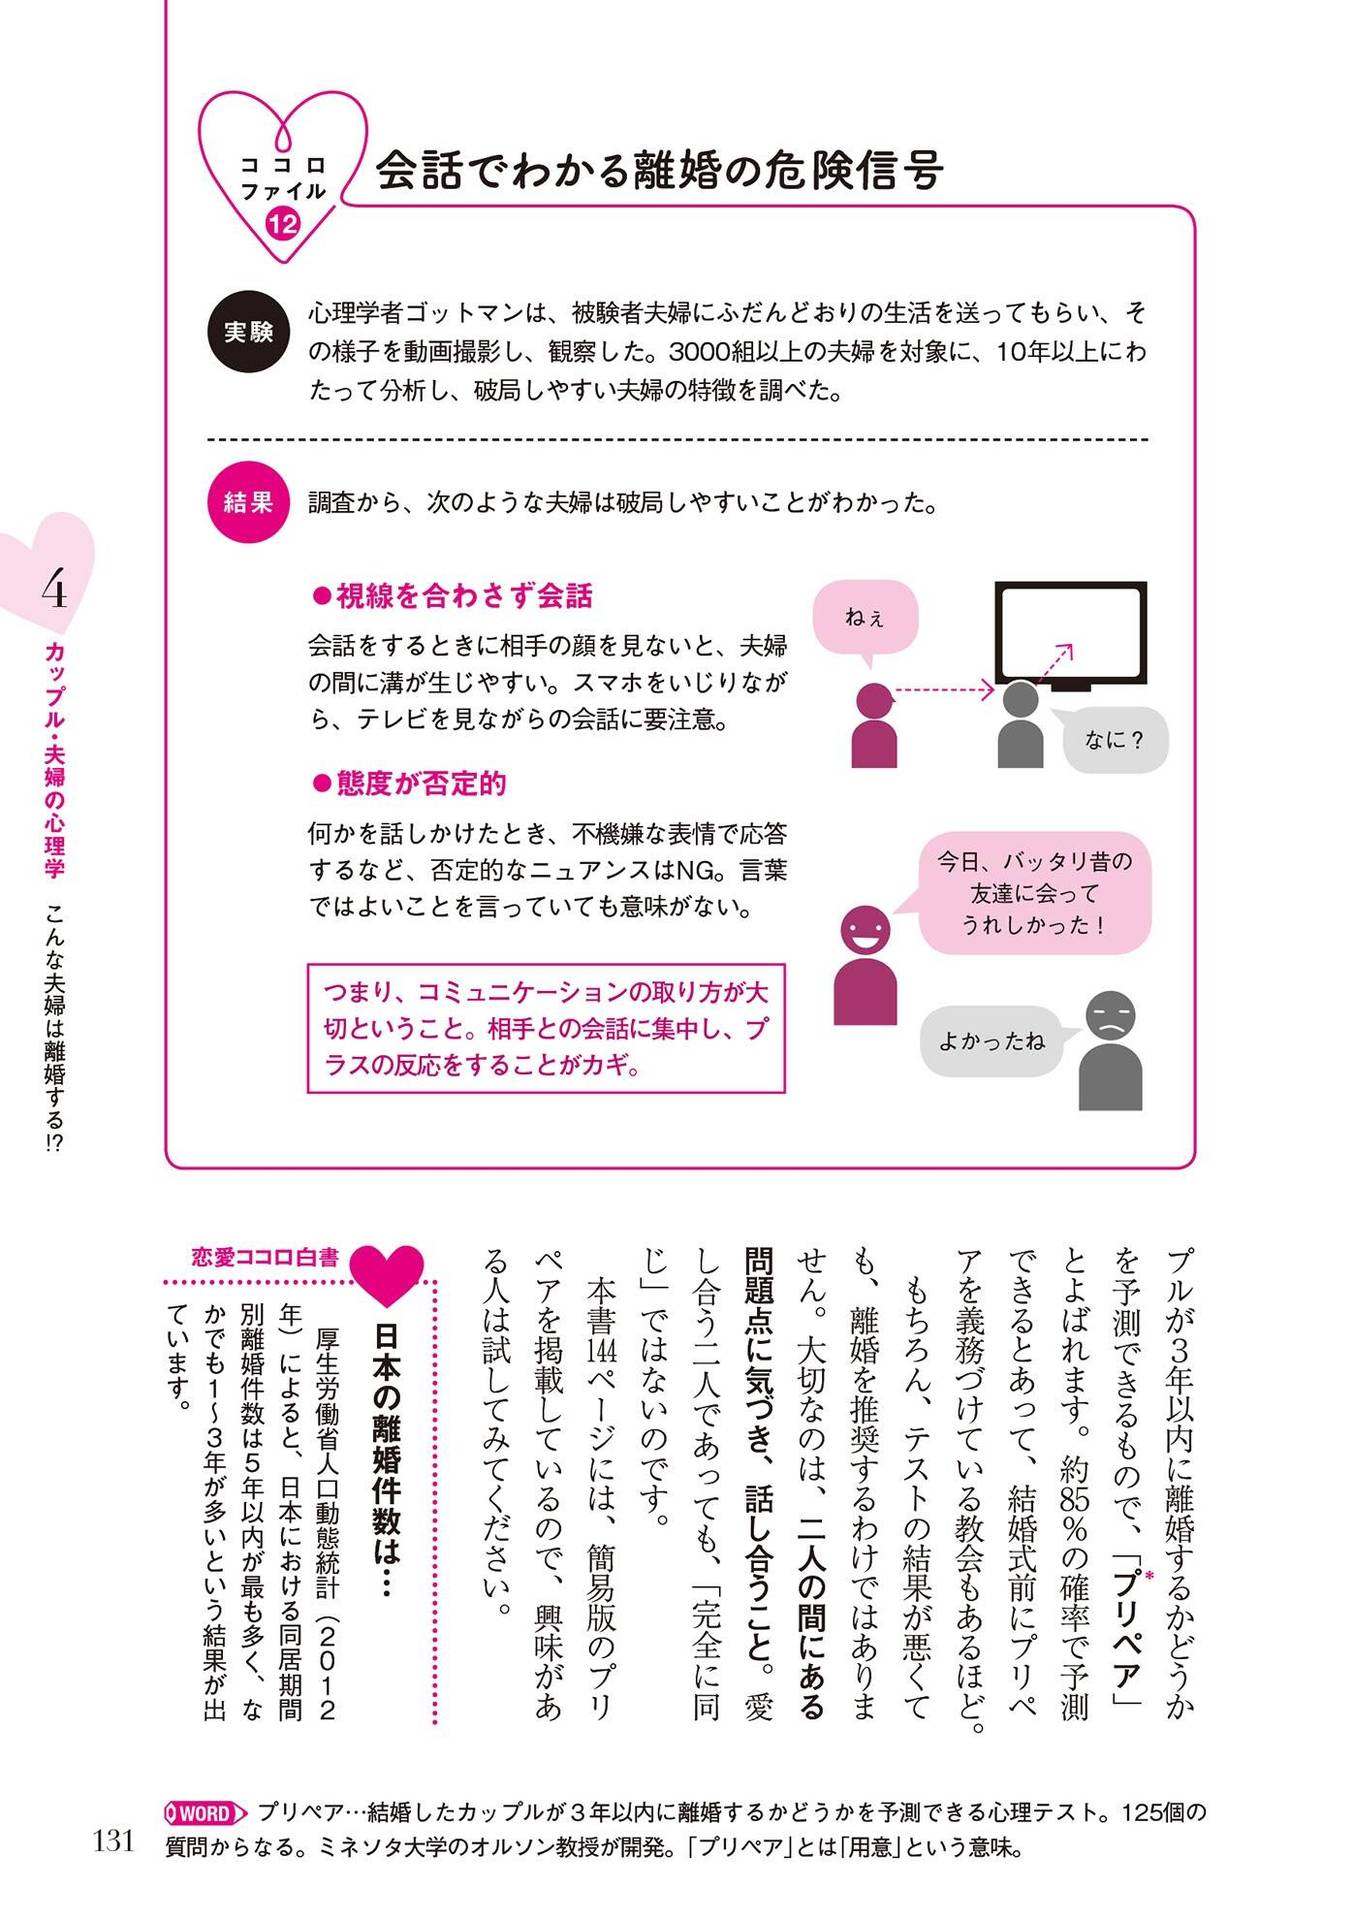 ココロ
ファイル
12
会話でわかる離婚の危険信号
実験
心理学者ゴットマンは、被験者夫婦にふだんどおりの生活を送ってもらい、そ
の様子を動画撮影し、観察した。3000組以上の夫婦を対象に、10年以上にわ
たって分析し、破局しやすい夫婦の特徴を調べた。
結果
調査から、次のような夫婦は破局しやすいことがわかった。
●視線を合わさず会話
会話をするときに相手の顔を見ないと、夫婦
の間に溝が生じやすい。スマホをいじりなが
ら、テレビを見ながらの会話に要注意。
ねぇ
なに？
●態度が否定的
何かを話しかけたとき、不機嫌な表情で応答
するなど、否定的なニュアンスはNG。言葉
ではよいことを言っていても意味がない。
今日、バッタリ昔の
友達に会って
うれしかった！
よかったね
つまり、コミュニケーションの取り方が大
切ということ。相手との会話に集中し、プ
ラスの反応をすることがカギ。
4
カップル・夫婦の心理学　こんな夫婦は離婚する!?
プルが3年以内に離婚するかどうか
を予測できるもので、「プリペア*」
とよばれます。約85％の確率で予測
できるとあって、結婚式前にプリペ
アを義務づけている教会もあるほど。
もちろん、テストの結果が悪くて
も、離婚を推奨するわけではありま
せん。大切なのは、二人の間にある
問題点に気づき、話し合うこと。愛
し合う二人であっても、「完全に同
じ」ではないのです。
本書144ページには、簡易版のプリ
ペアを掲載しているので、興味があ
る人は試してみてください。
恋愛ココロ白書
日本の離婚件数は…
厚生労働省人口動態統計（2012
年）によると、日本における同居期間
別離婚件数は5年以内が最も多く、な
かでも1〜3年が多いという結果が出
ています。
WORD プリペア…結婚したカップルが３年以内に離婚するかどうかを予測できる心理テスト。125個の
質問からなる。ミネソタ大学のオルソン教授が開発。「プリペア」とは「用意」という意味。
131